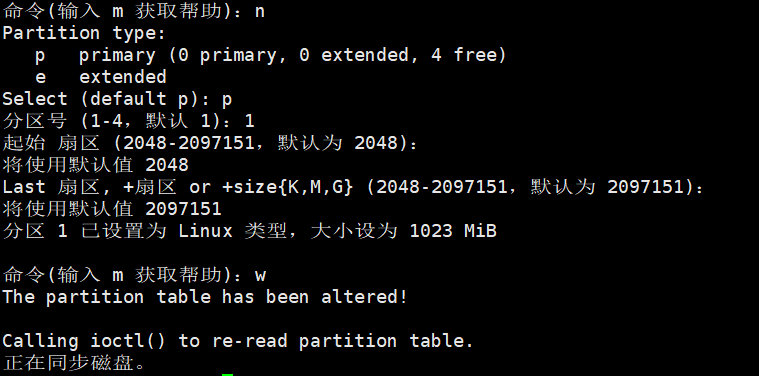 命令(输入 m 获取帮助)：n
Partition type:
   p   primary (0 primary, 0 extended, 4 free)
   e   extended
Select (default p): p
分区号 (1-4，默认 1)：1
起始 扇区 (2048-2097151，默认为 2048)：
将使用默认值 2048
Last 扇区, +扇区 or +size{K,M,G} (2048-2097151，默认为 2097151)：
将使用默认值 2097151
分区 1 已设置为 Linux 类型，大小设为 1023 MiB
命令(输入 m 获取帮助)：w
The partition table has been altered!
Calling ioctl() to re-read partition table.
正在同步磁盘。